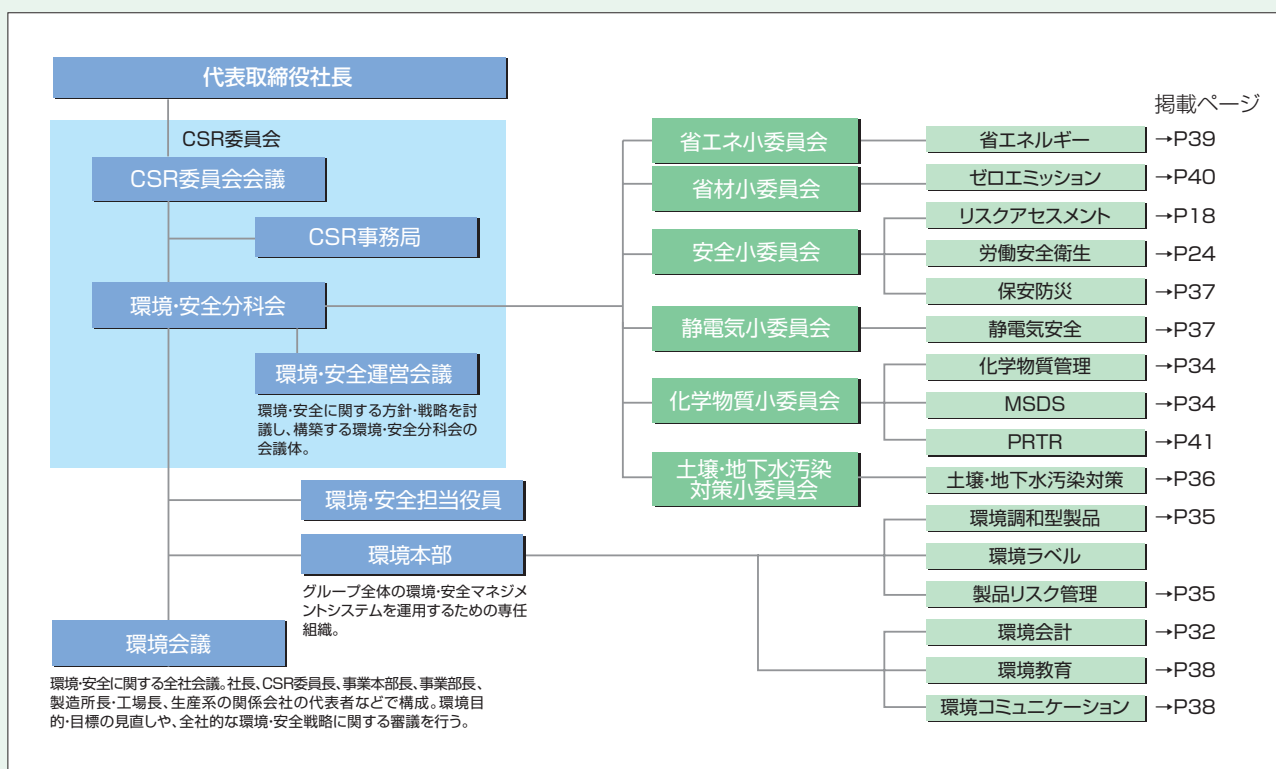 代表取締役社長
CSR委員会
CSR委員会会議
CSR事務局
環境・安全分科会
環境・安全運営会議
環境・安全に関する方針・戦略を討
議し、構築する環境・安全分科会の
会議体。
環境・安全担当役員
環境本部
グループ全体の環境・安全マネジメ
ントシステムを運用するための専任
組織。
環境会議
環境・安全に関する全社会議。社長、CSR委員長、事業本部長、事業部長、
製造所長・工場長、生産系の関係会社の代表者などで構成。環境目
的・目標の見直しや、全社的な環境・安全戦略に関する審議を行う。
省エネ小委員会
省材小委員会
安全小委員会
静電気小委員会
化学物質小委員会
土壌・地下水汚染
対策小委員会
掲載ページ
省エネルギー →P39
ゼロエミッション →P40
リスクアセスメント →P18
労働安全衛生 →P24
保安防災 →P37
静電気安全 →P37
化学物質管理 →P34
MSDS →P34
PRTR →P41
土壌・地下水汚染対策 →P36
環境調和型製品 →P35
環境ラベル
製品リスク管理 →P35
環境会計 →P32
環境教育 →P38
環境コミュニケーション →P38